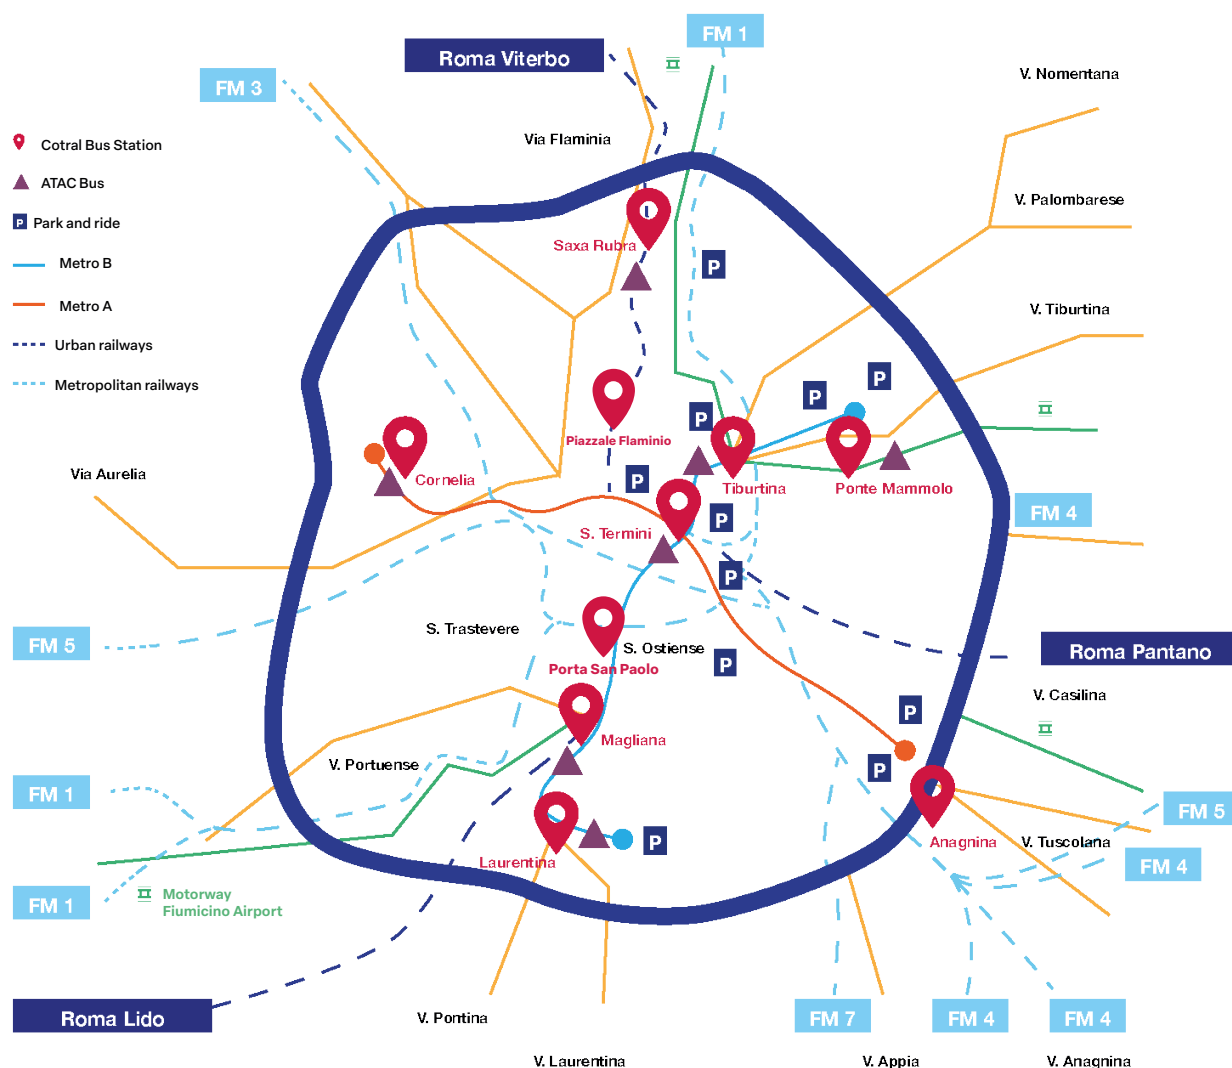 FM 1
Roma Viterbo
FM 3
V. Nomentana
Via Flaminia
Cotral Bus Station
ATAC Bus
P Park and ride
Metro B
Metro A
Urban railways
Metropolitan railways
V. Palombarese
Saxa Rubra
P
V. Tiburtina
P
P
P
Piazzale Flaminio
Via Aurelia
Cornelia
P
Tiburtina
Ponte Mammolo
FM 4
S. Termini
P
P
FM 5
S. Trastevere
S. Ostiense
Porta San Paolo
P
Roma Pantano
V. Casilina
P
Magliana
V. Portuense
P
FM 1
FM 5
Laurentina
P
Anagnina
V. Tuscolana
FM 4
FM 1
Motorway
Fiumicino Airport
Roma Lido
V. Pontina
FM 7
FM 4
FM 4
V. Laurentina
V. Appia
V. Anagnina